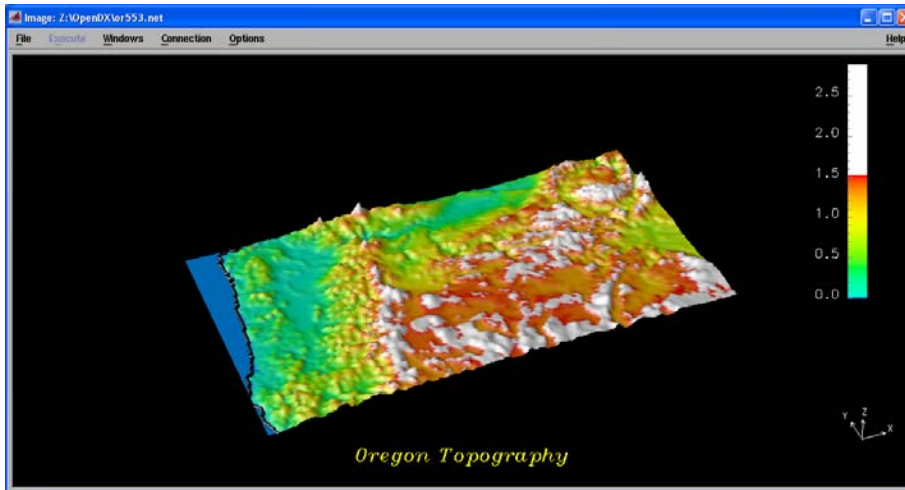 Image: Z:\OpenDX\or553.net
File Execute Windows Connection Options Help
2.5
2.0
1.5
1.0
0.5
0.0
Y Z X
Oregon Topography